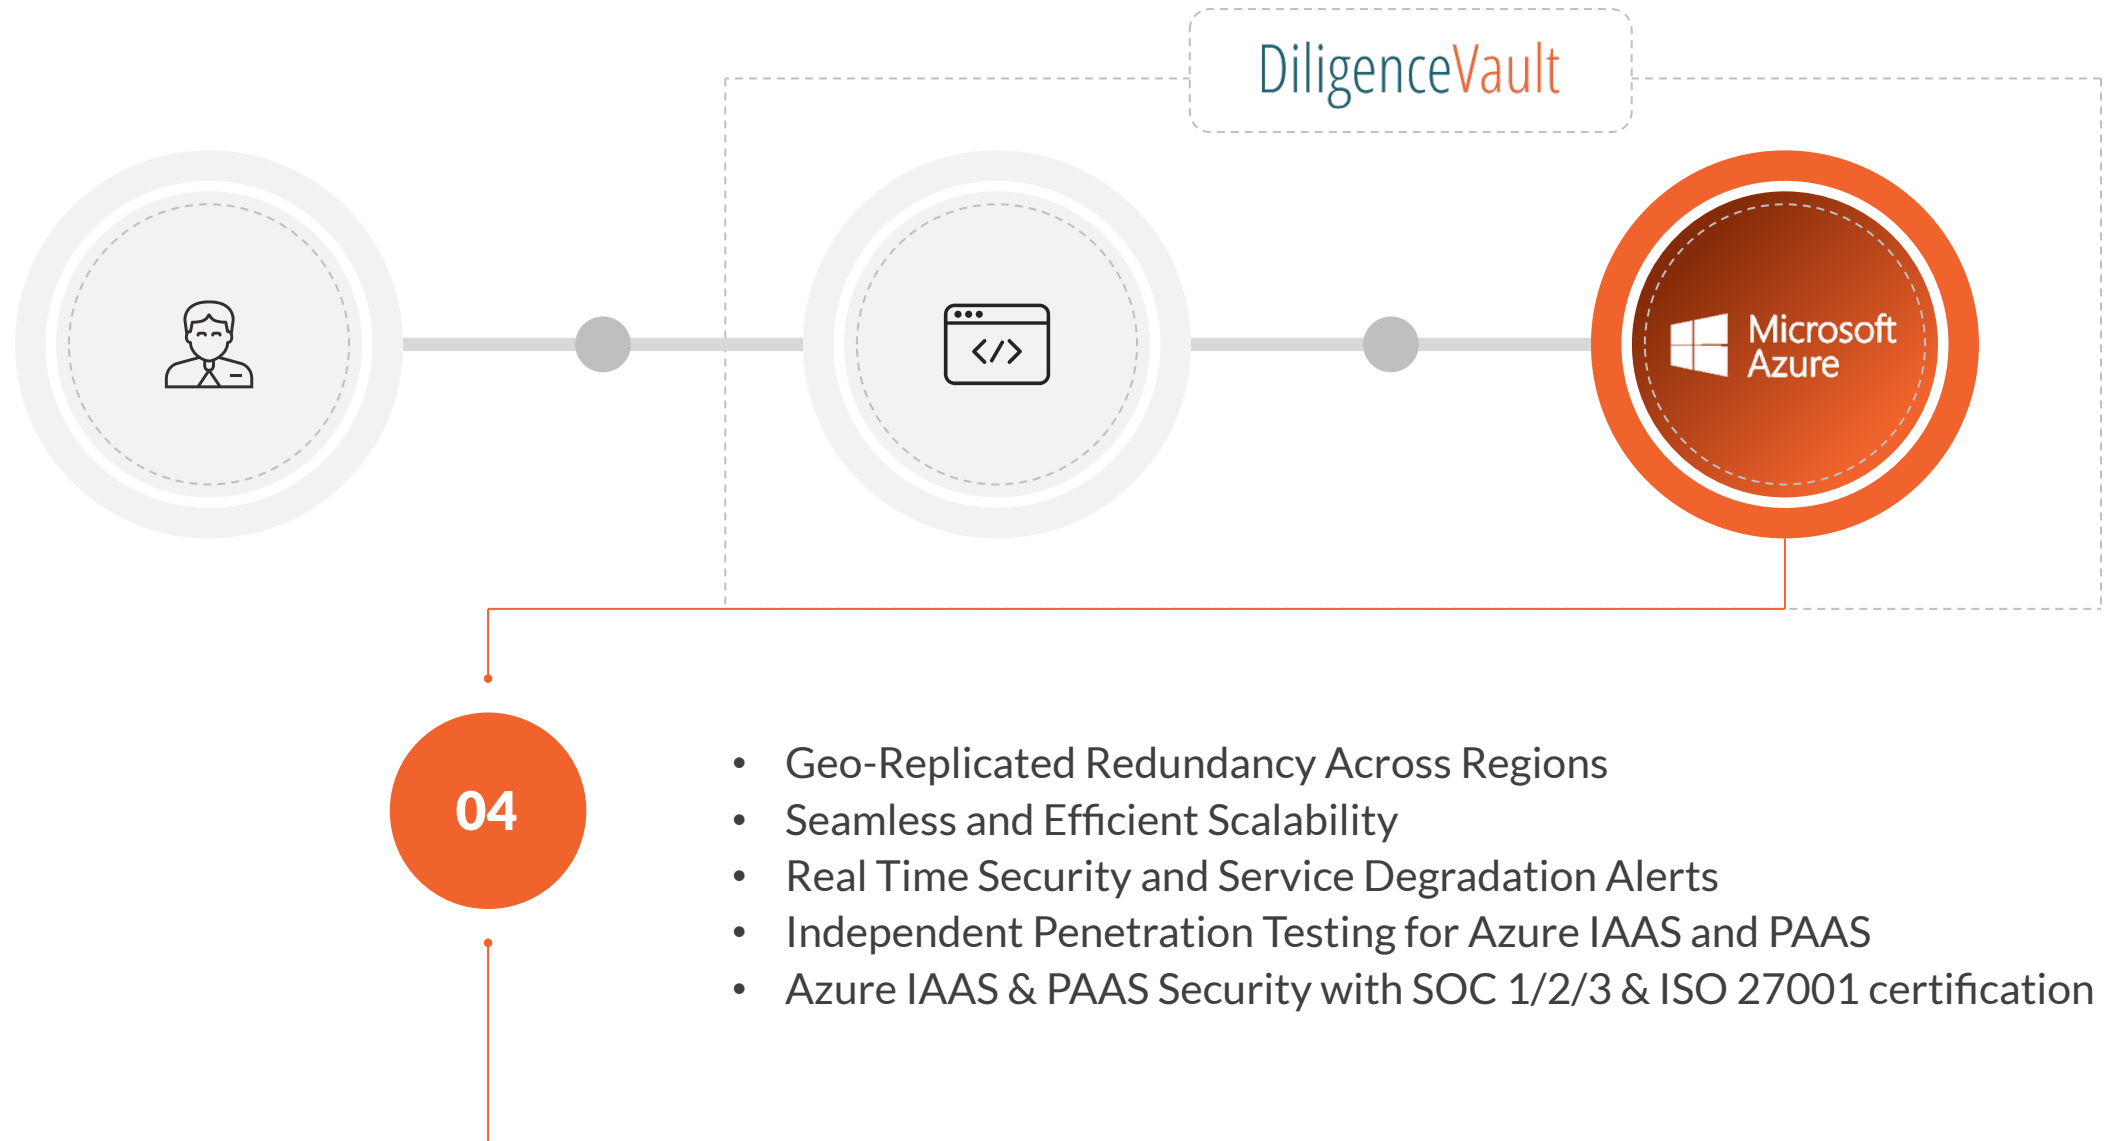 DiligenceVault
Microsoft
Azure
04
• Geo-Replicated Redundancy Across Regions
• Seamless and Efficient Scalability
• Real Time Security and Service Degradation Alerts
• Independent Penetration Testing for Azure IAAS and PAAS
• Azure IAAS & PAAS Security with SOC 1/2/3 & ISO 27001 certification